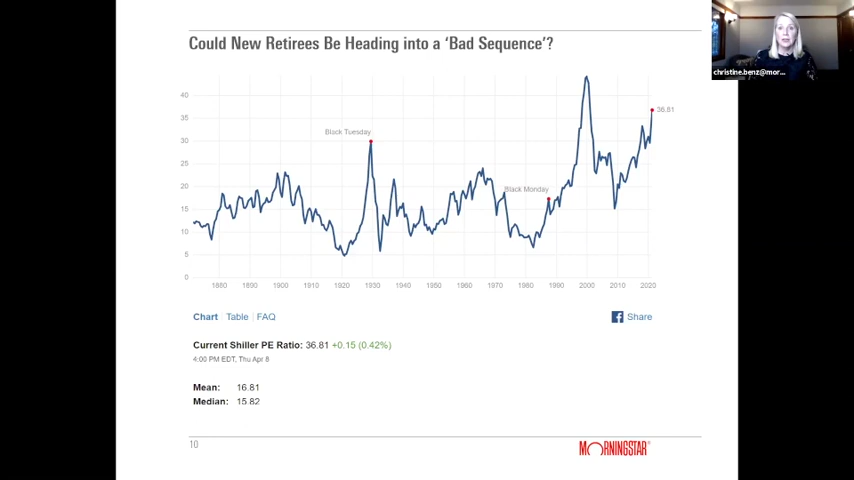 Could New Retirees Be Heading into a 'Bad Sequence'?
christine.benz@mor...
40
35
30
25
20
15
10
5
0
Black Tuesday
Black Monday
36.81
1880 1890 1900 1910 1920 1930 1940 1950 1960 1970 1980 1990 2000 2010 2020
Chart Table FAQ
Share
Current Shiller PE Ratio: 36.81 +0.15 (0.42%)
4:00 PM EDT, Thu Apr 8
Mean: 16.81
Median: 15.82
10
MORNINGSTAR®